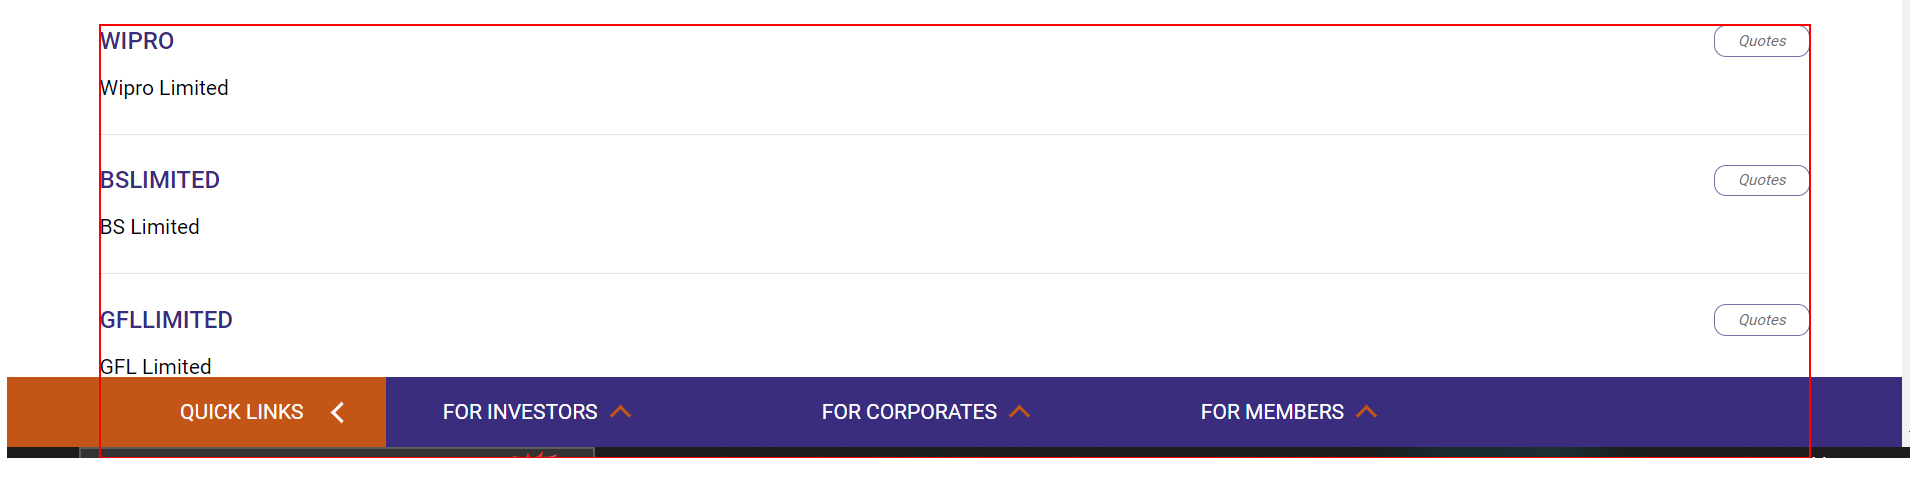 WIPRO
Quotes
Wipro Limited
BSLIMITED
Quotes
BS Limited
GFLLIMITED
Quotes
GFL Limited
QUICK LINKS
FOR INVESTORS
FOR CORPORATES
FOR MEMBERS